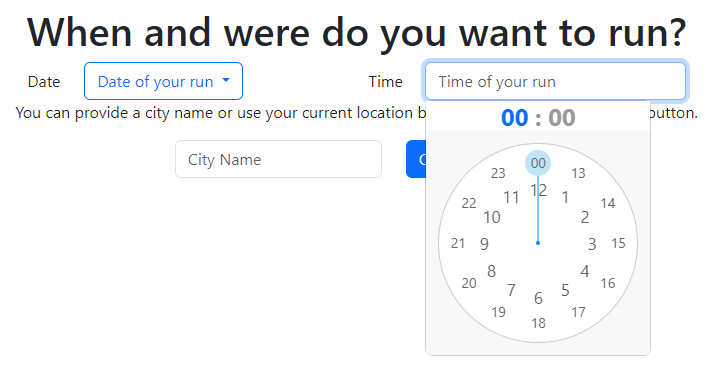 When and were do you want to run?
Date Date of your run Time Time of your run
You can provide a city name or use your current location b button.
00 : 00
City Name
00
23 13
12
11 1
22 14
10 2
21 9 3 15
8 4
20 16
7 5
6
19 17
18